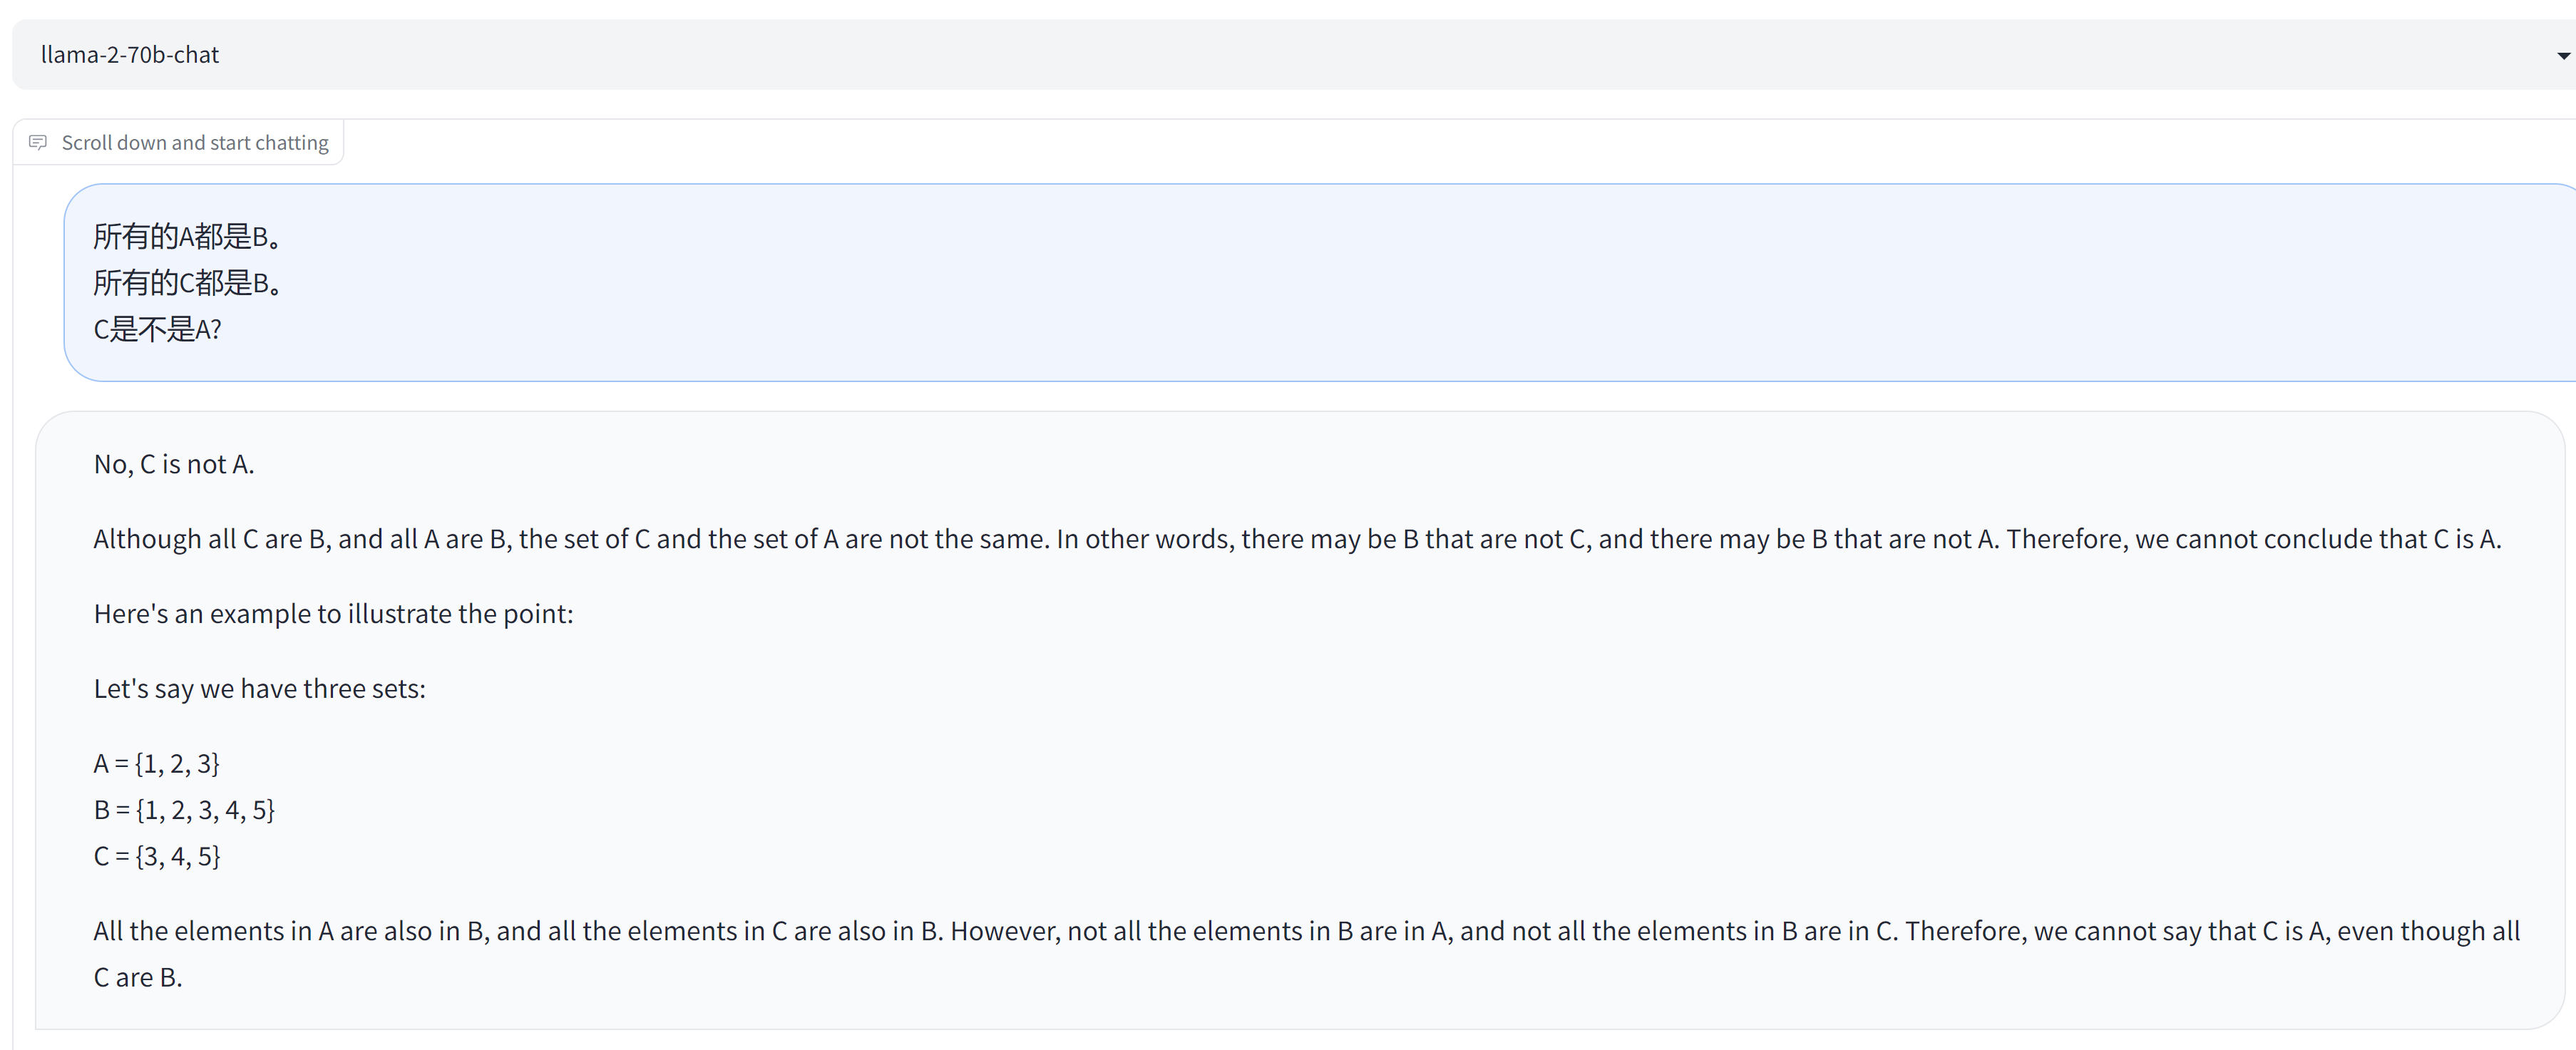 llama-2-70b-chat
Scroll down and start chatting
所有的A都是B。
所有的C都是B。
C是不是A?
No, C is not A.
Although all C are B, and all A are B, the set of C and the set of A are not the same. In other words, there may be B that are not C, and there may be B that are not A. Therefore, we cannot conclude that C is A.
Here's an example to illustrate the point:
Let's say we have three sets:
A = {1, 2, 3}
B = {1, 2, 3, 4, 5}
C = {3, 4, 5}
All the elements in A are also in B, and all the elements in C are also in B. However, not all the elements in B are in A, and not all the elements in B are in C. Therefore, we cannot say that C is A, even though all
C are B.